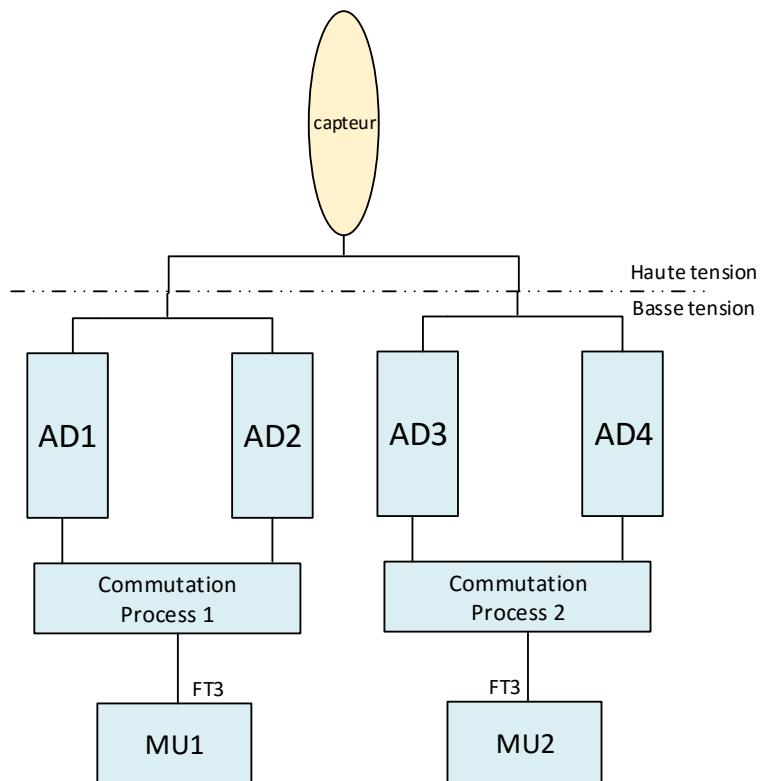 capteur
Haute tension
Basse tension
AD1
AD2
AD3
AD4
Commutation
Process 1
Commutation
Process 2
FT3
FT3
MU1
MU2